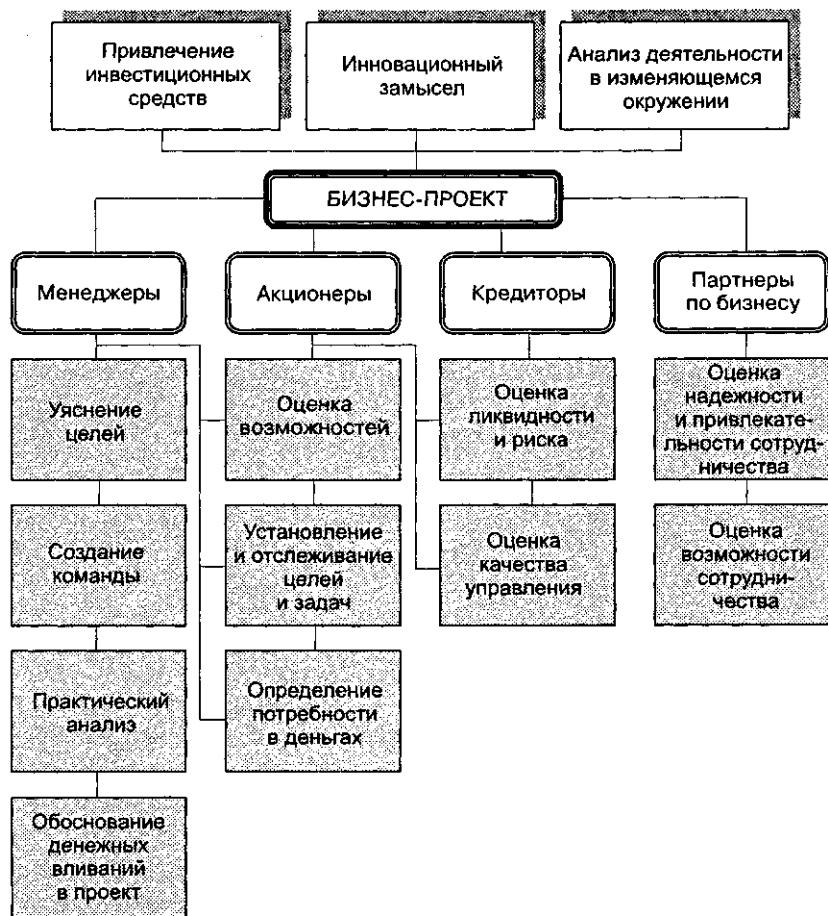 Привлечение
инвестиционных
средств
Инновационный
замысел
Анализ деятельности
в изменяющемся
окружении
БИЗНЕС-ПРОЕКТ
Менеджеры
Акционеры
Кредиторы
Партнеры
по бизнесу
Уяснение
целей
Создание
команды
Практический
анализ
Обоснование
денежных
вливаний
в проект
Оценка
возможностей
Установление
и отслеживание
целей
и задач
Определение
потребности
в деньгах
Оценка
ликвидности
и риска
Оценка
качества
управления
Оценка
надежности
и привлекате-
льности сотруд-
ничества
Оценка
возможности
сотрудни-
чества